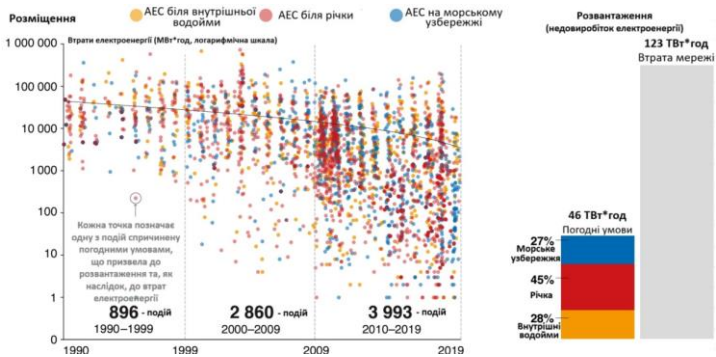 Розміщення
АЕС біля внутрішньої
водойми
АЕС біля річки
АЕС на морському
узбережжі
Втрати електроенергії (МВт*год, логарифмічна шкала)
1 000 000
100 000
10 000
1000
100
10
1
0
Кожна точка позначає
одну з подій спричинену
погодними умовами,
що призвела до
розвантаження та, як
наслідок, до втрат
електроенергії
896 - подій
1990–1999
2 860 - подій
2000–2009
3 993 - подій
2010–2019
1990
1999
2009
2019
Розвантаження
(недовиробіток електроенергії)
123 ТВт*год
Втрата мережі
46 ТВт*год
Погодні умови
27%
Морське
узбережжя
45%
Річка
28%
Внутрішні
водойми